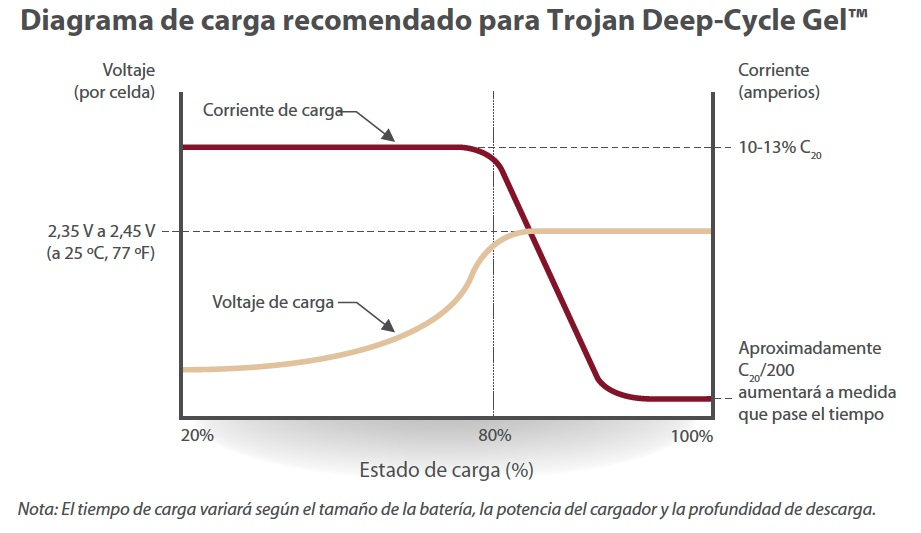 Diagrama de carga recomendado para Trojan Deep-Cycle Gel™
Voltaje
(por celda)
Corriente
(amperios)
Corriente de carga
10-13% C20
2,35 V a 2,45 V
(a 25 ºC, 77 ºF)
Voltaje de carga
Aproximadamente
C20/200
aumentará a medida
que pase el tiempo
20%
80%
100%
Estado de carga (%)
Nota: El tiempo de carga variará según el tamaño de la batería, la potencia del cargador y la profundidad de descarga.